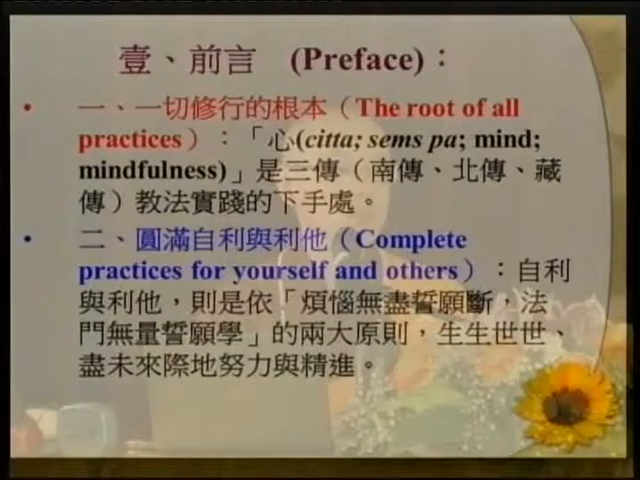 壹、前言 (Preface)：
• 一、一切修行的根本（The root of all
practices）：「心(citta; sems pa; mind;
mindfulness)」是三傳（南傳、北傳、藏
傳）教法實踐的下手處。
• 二、圓滿自利與利他（Complete
practices for yourself and others）：自利
與利他，則是依「煩惱無盡誓願斷，法
門無量誓願學」的兩大原則，生生世世、
盡未來際地努力與精進。